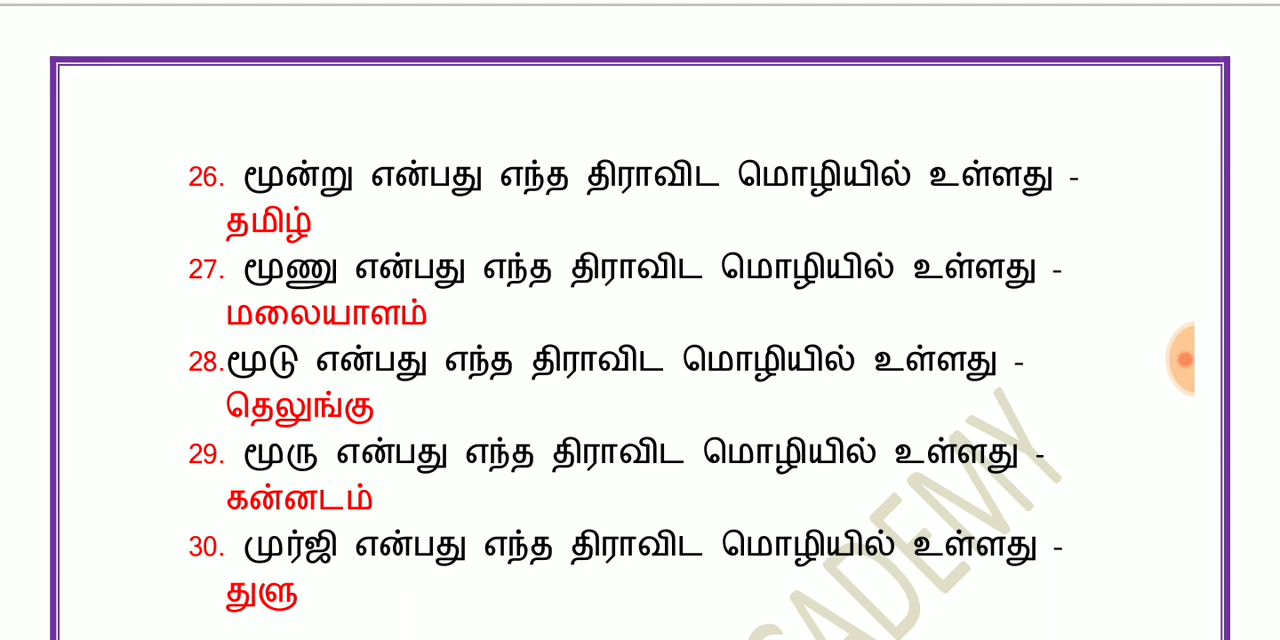 26. மூன்று என்பது எந்த திராவிட மொழியில் உள்ளது -
தமிழ்
27. மூணு என்பது எந்த திராவிட மொழியில் உள்ளது -
மலையாளம்
28.மூடு என்பது எந்த திராவிட மொழியில் உள்ளது -
தெலுங்கு
29. மூரு என்பது எந்த திராவிட மொழியில் உள்ளது -
கன்னடம்
30. முர்ஜி என்பது எந்த திராவிட மொழியில் உள்ளது -
துளு